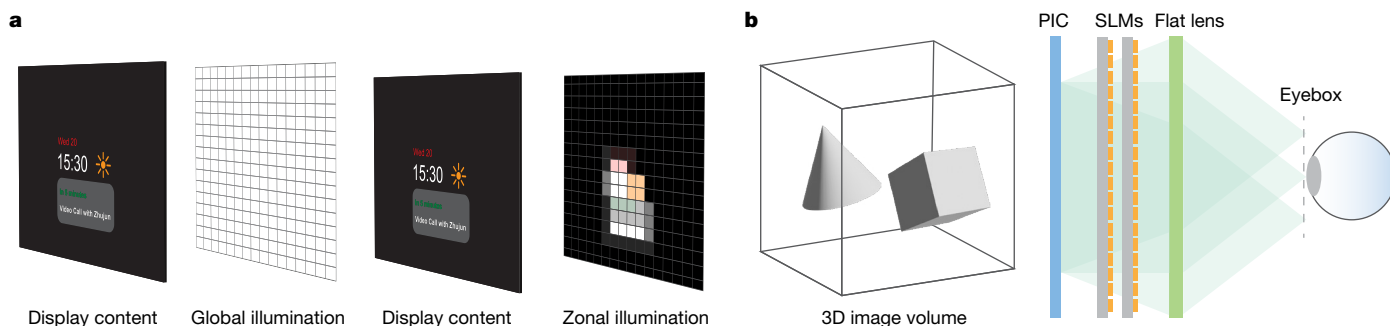 a
Wed 20
15:30
Video Call with Zhujun
Display content
Global illumination
Wed 20
15:30
Video Call with Zhujun
Display content
Zonal illumination
b
3D image volume
PIC
SLMs
Flat lens
Eyebox